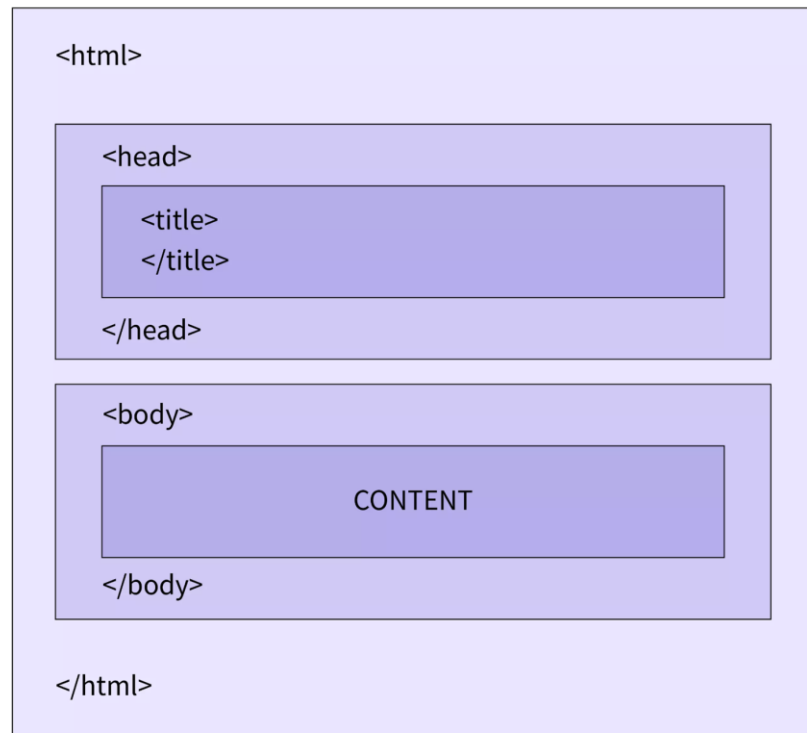 <html>
<head>
<title>
</title>
</head>
<body>
CONTENT
</body>
</html>